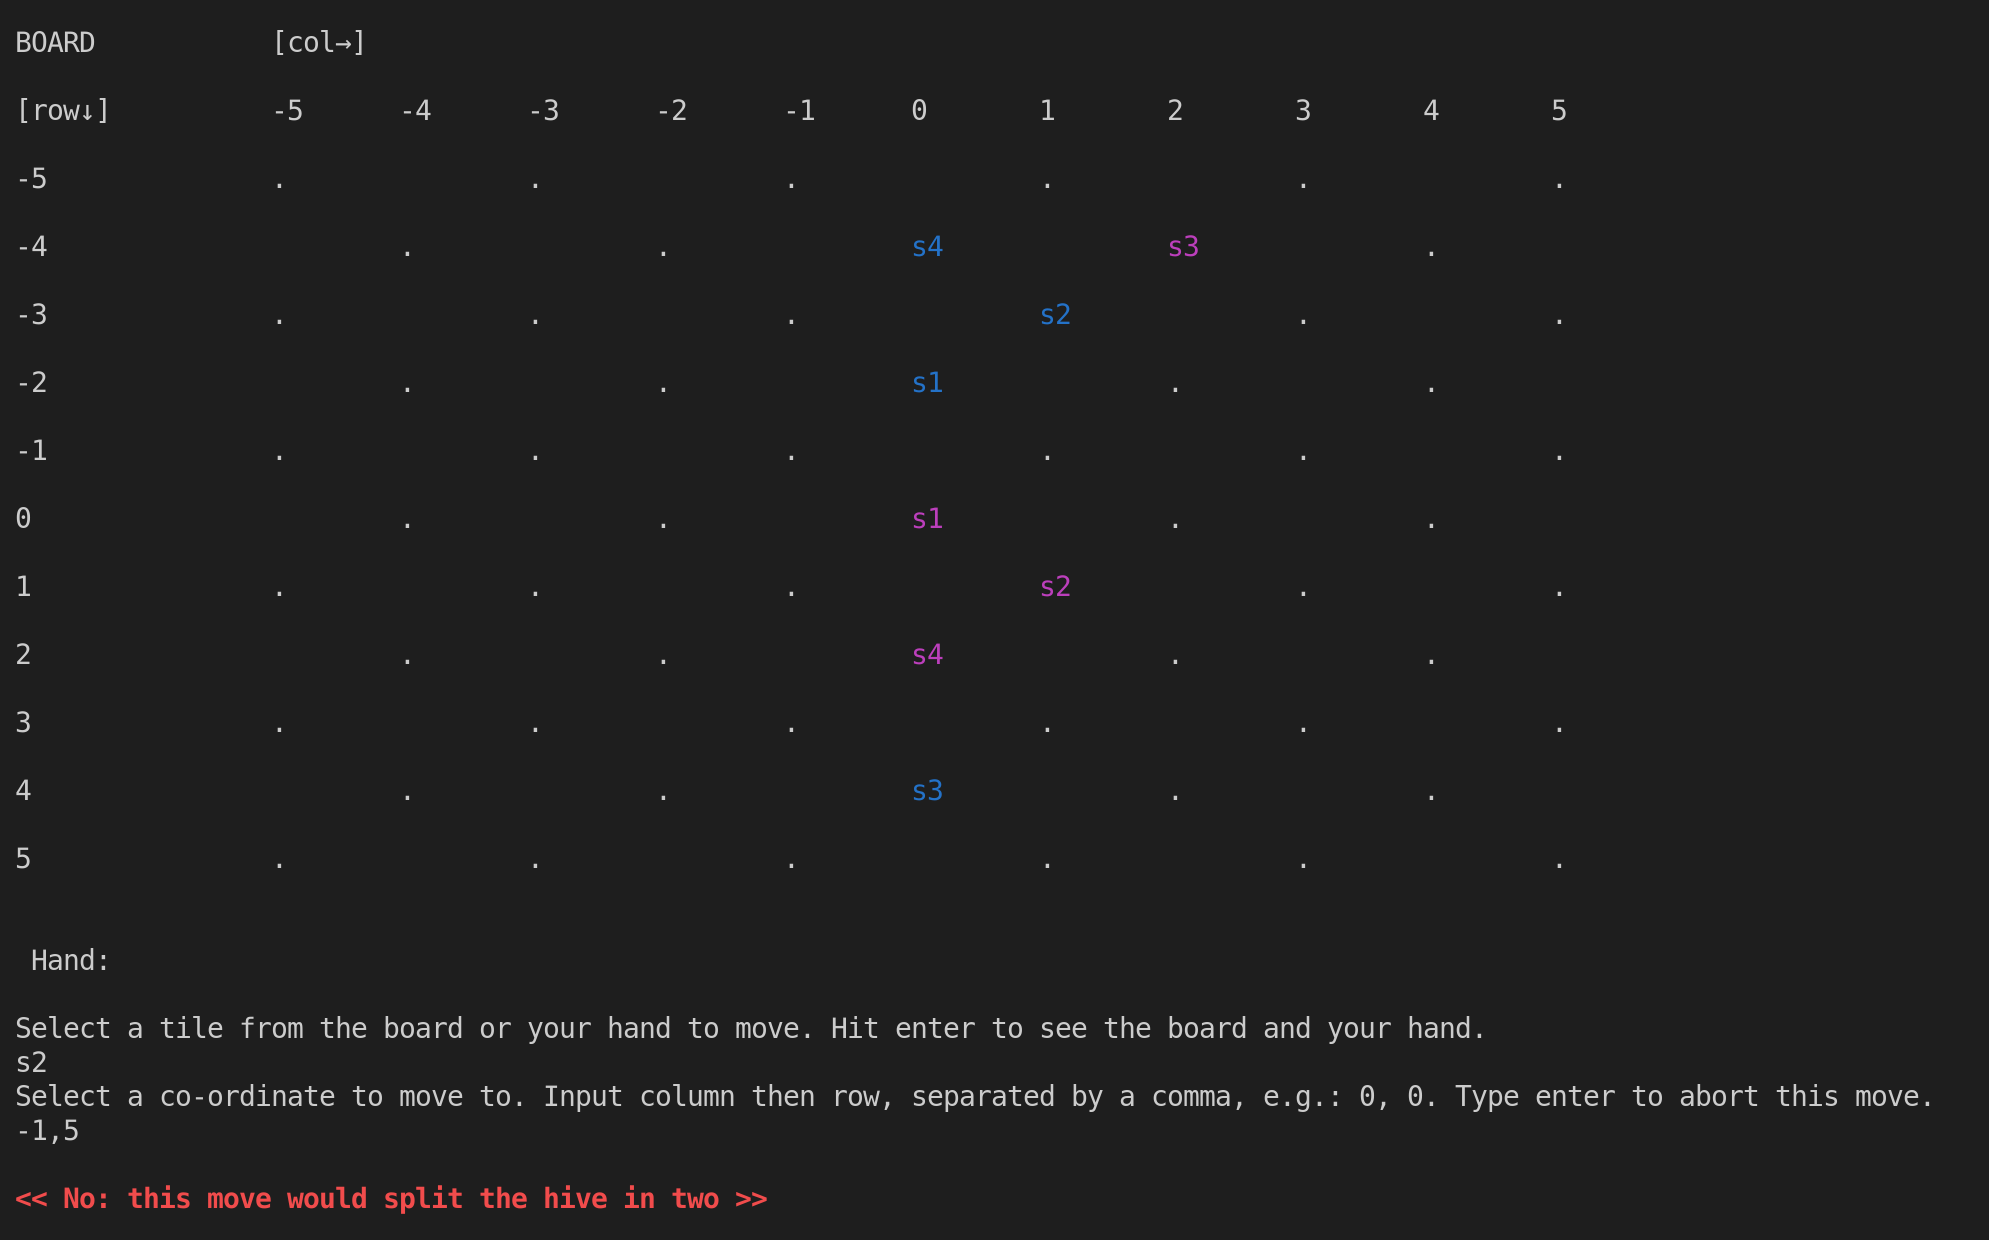 BOARD [col→]
[row↓] -5 -4 -3 -2 -1 0 1 2 3 4 5
-5 . . . . . .
-4 . . s4 s3 .
-3 . . . s2 . .
-2 . . s1 . .
-1 . . . . . .
0 . . s1 . .
1 . . . s2 . .
2 . . s4 . .
3 . . . . . .
4 . . s3 . .
5 . . . . . .
Hand:
Select a tile from the board or your hand to move. Hit enter to see the board and your hand.
s2
Select a co-ordinate to move to. Input column then row, separated by a comma, e.g.: 0, 0. Type enter to abort this move.
-1,5
<< No: this move would split the hive in two >>